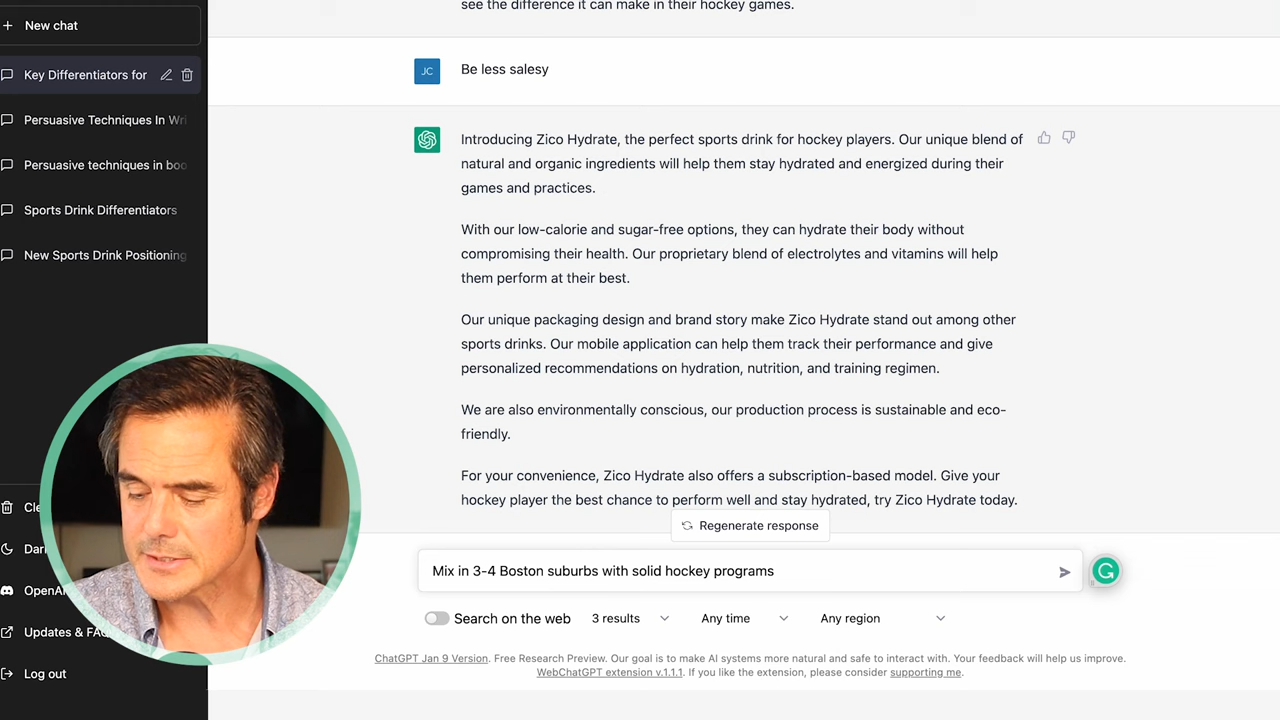 New chat
Key Differentiators for
Persuasive Techniques In Wri
Persuasive techniques in boo
Sports Drink Differentiators
New Sports Drink Positioning
Log out
see the difference it can make in their hockey games.
JC
Be less salesy
Introducing Zico Hydrate, the perfect sports drink for hockey players. Our unique blend of
natural and organic ingredients will help them stay hydrated and energized during their
games and practices.
With our low-calorie and sugar-free options, they can hydrate their body without
compromising their health. Our proprietary blend of electrolytes and vitamins will help
them perform at their best.
Our unique packaging design and brand story make Zico Hydrate stand out among other
sports drinks. Our mobile application can help them track their performance and give
personalized recommendations on hydration, nutrition, and training regimen.
We are also environmentally conscious, our production process is sustainable and eco-
friendly.
For your convenience, Zico Hydrate also offers a subscription-based model. Give your
hockey player the best chance to perform well and stay hydrated, try Zico Hydrate today.
Regenerate response
Mix in 3-4 Boston suburbs with solid hockey programs
Search on the web 3 results Any time Any region
ChatGPT Jan 9 Version. Free Research Preview. Our goal is to make AI systems more natural and safe to interact with. Your feedback will help us improve.
WebChatGPT extension v.1.1.1. If you like the extension, please consider supporting me.
Cle
Dar
OpenAI
Updates & FAQ